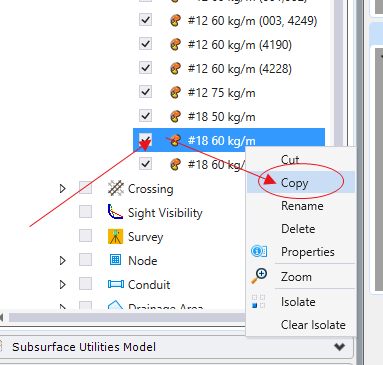 #12 60 kg/m (003, 4249)
#12 60 kg/m (4190)
#12 60 kg/m (4228)
#12 75 kg/m
#18 50 kg/m
#18 60 kg/m
#18 60 kg/
Cut
Copy
Rename
Delete
Properties
Zoom
Isolate
Clear Isolate
Crossing
Sight Visibility
Survey
Node
Conduit
Drainage Area
Subsurface Utilities Model